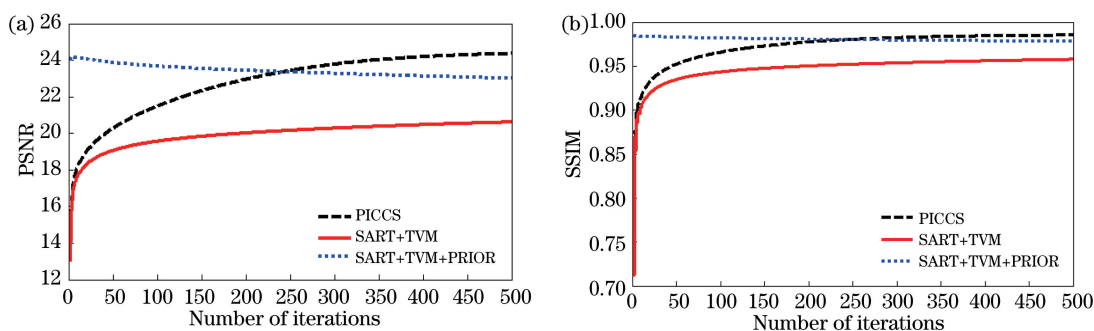 (a)
26
24
22
20
18
16
14
12
PSNR
PICCS
SART+TVM
SART+TVM+PRIOR
0 50 100 150 200 250 300 350 400 450 500
Number of iterations
(b)
1.00
0.95
0.90
0.85
0.80
0.75
0.70
SSIM
PICCS
SART+TVM
SART+TVM+PRIOR
0 50 100 150 200 250 300 350 400 450 500
Number of iterations